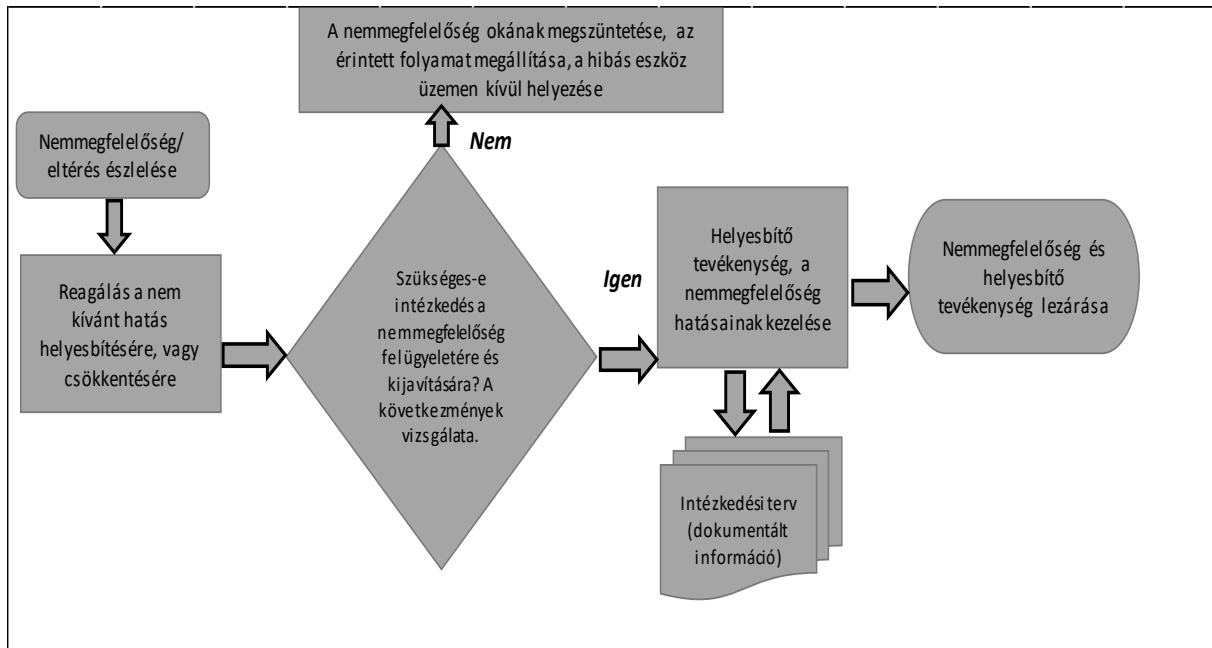 A nemmegfelelőség okának megszüntetése, az
érintett folyamat megállítása, a hibás eszköz
üzemen kívül helyezése
Nem
Nemmegfelelőség/
eltérés észlelése
Reagálás a nem
kívánt hatás
helyesbítésére, vagy
csökkentésére
Szükséges-e
intézkedés a
nemmegfelelőség
felügyeletére és
kijavítására? A
következmények
vizsgálata.
Igen
Helyesbítő
tevékenység, a
nemmegfelelőség
hatásainak kezelése
Nemmegfelelőség és
helyesbítő
tevékenység lezárása
Intézkedési terv
(dokumentált
információ)